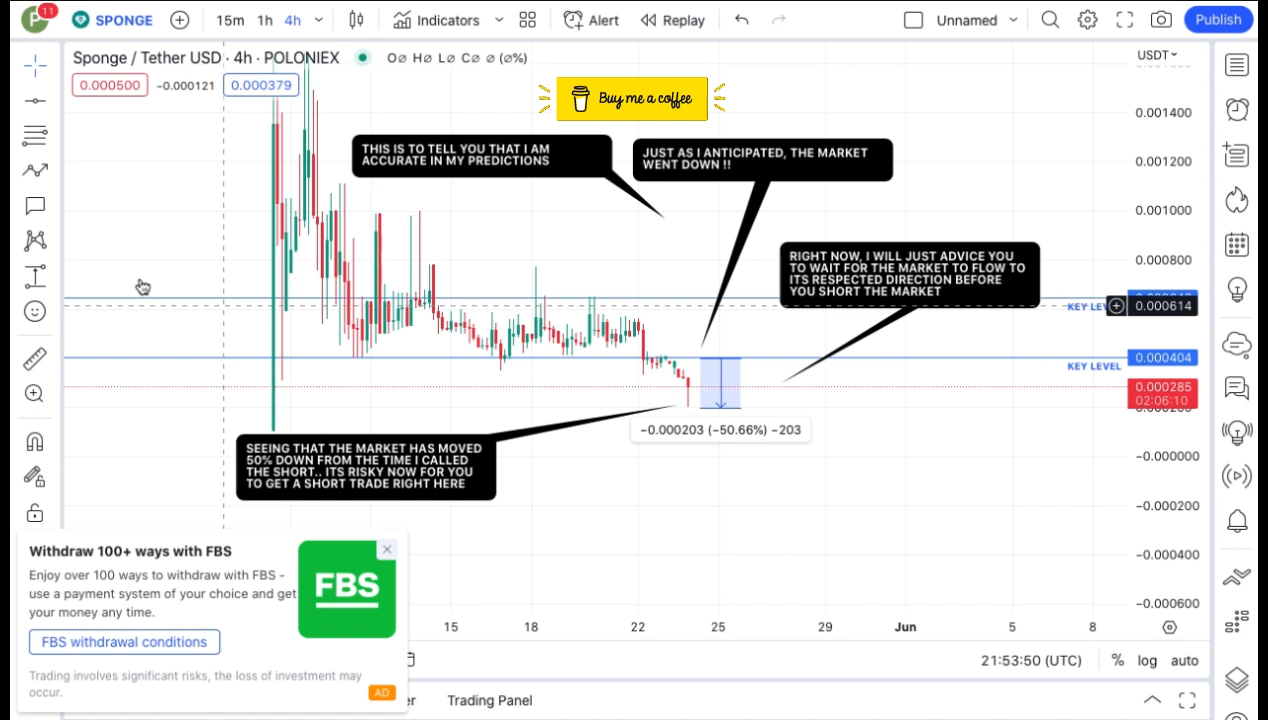 P
11
SPONGE
15m 1h 4h
Indicators
Alert
Replay
Unnamed
Publish
Sponge / Tether USD · 4h · POLONIEX
O∅ H∅ L∅ C∅ ∅ (∅%)
USDT
0.000500
−0.000121
0.000379
Buy me a coffee
THIS IS TO TELL YOU THAT I AM
ACCURATE IN MY PREDICTIONS
JUST AS I ANTICIPATED, THE MARKET
WENT DOWN !!
RIGHT NOW, I WILL JUST ADVICE YOU
TO WAIT FOR THE MARKET TO FLOW TO
ITS RESPECTED DIRECTION BEFORE
YOU SHORT THE MARKET
0.001400
0.001200
0.001000
0.000800
KEY LEV
0.000614
0.000404
KEY LEVEL
0.000285
02:06:10
−0.000203 (−50.66%) −203
SEEING THAT THE MARKET HAS MOVED
50% DOWN FROM THE TIME I CALLED
THE SHORT.. ITS RISKY NOW FOR YOU
TO GET A SHORT TRADE RIGHT HERE
−0.000000
−0.000200
−0.000400
−0.000600
Withdraw 100+ ways with FBS
Enjoy over 100 ways to withdraw with FBS -
use a payment system of your choice and get
your money any time.
FBS
FBS withdrawal conditions
Trading involves significant risks, the loss of investment may
occur.
AD
15 18 22 25 29 Jun 5 8
21:53:50 (UTC)
% log auto
er
Trading Panel